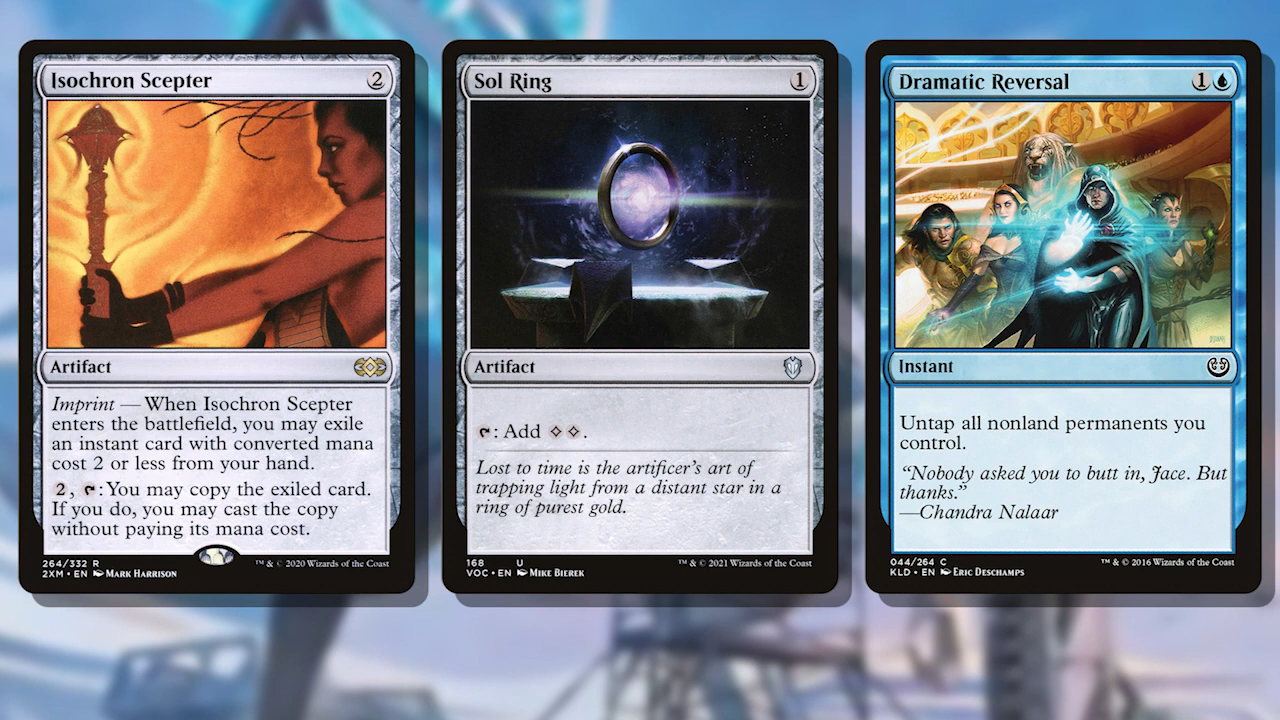 Isochron Scepter 2
Artifact
Imprint — When Isochron Scepter
enters the battlefield, you may exile
an instant card with converted mana
cost 2 or less from your hand.
2, : You may copy the exiled card.
If you do, you may cast the copy
without paying its mana cost.
264/332 R
2XM • EN Mark Harrison
™ & © 2020 Wizards of the Coast
Sol Ring 1
Artifact
: Add .
Lost to time is the artificer's art of
trapping light from a distant star in a
ring of purest gold.
168 U
VOC • EN Mike Bierek
™ & © 2021 Wizards of the Coast
Dramatic Reversal 1
Instant
Untap all nonland permanents you
control.
“Nobody asked you to butt in, Jace. But
thanks.”
—Chandra Nalaar
044/264 C
KLD • EN Eric Deschamps
™ & © 2016 Wizards of the Coast